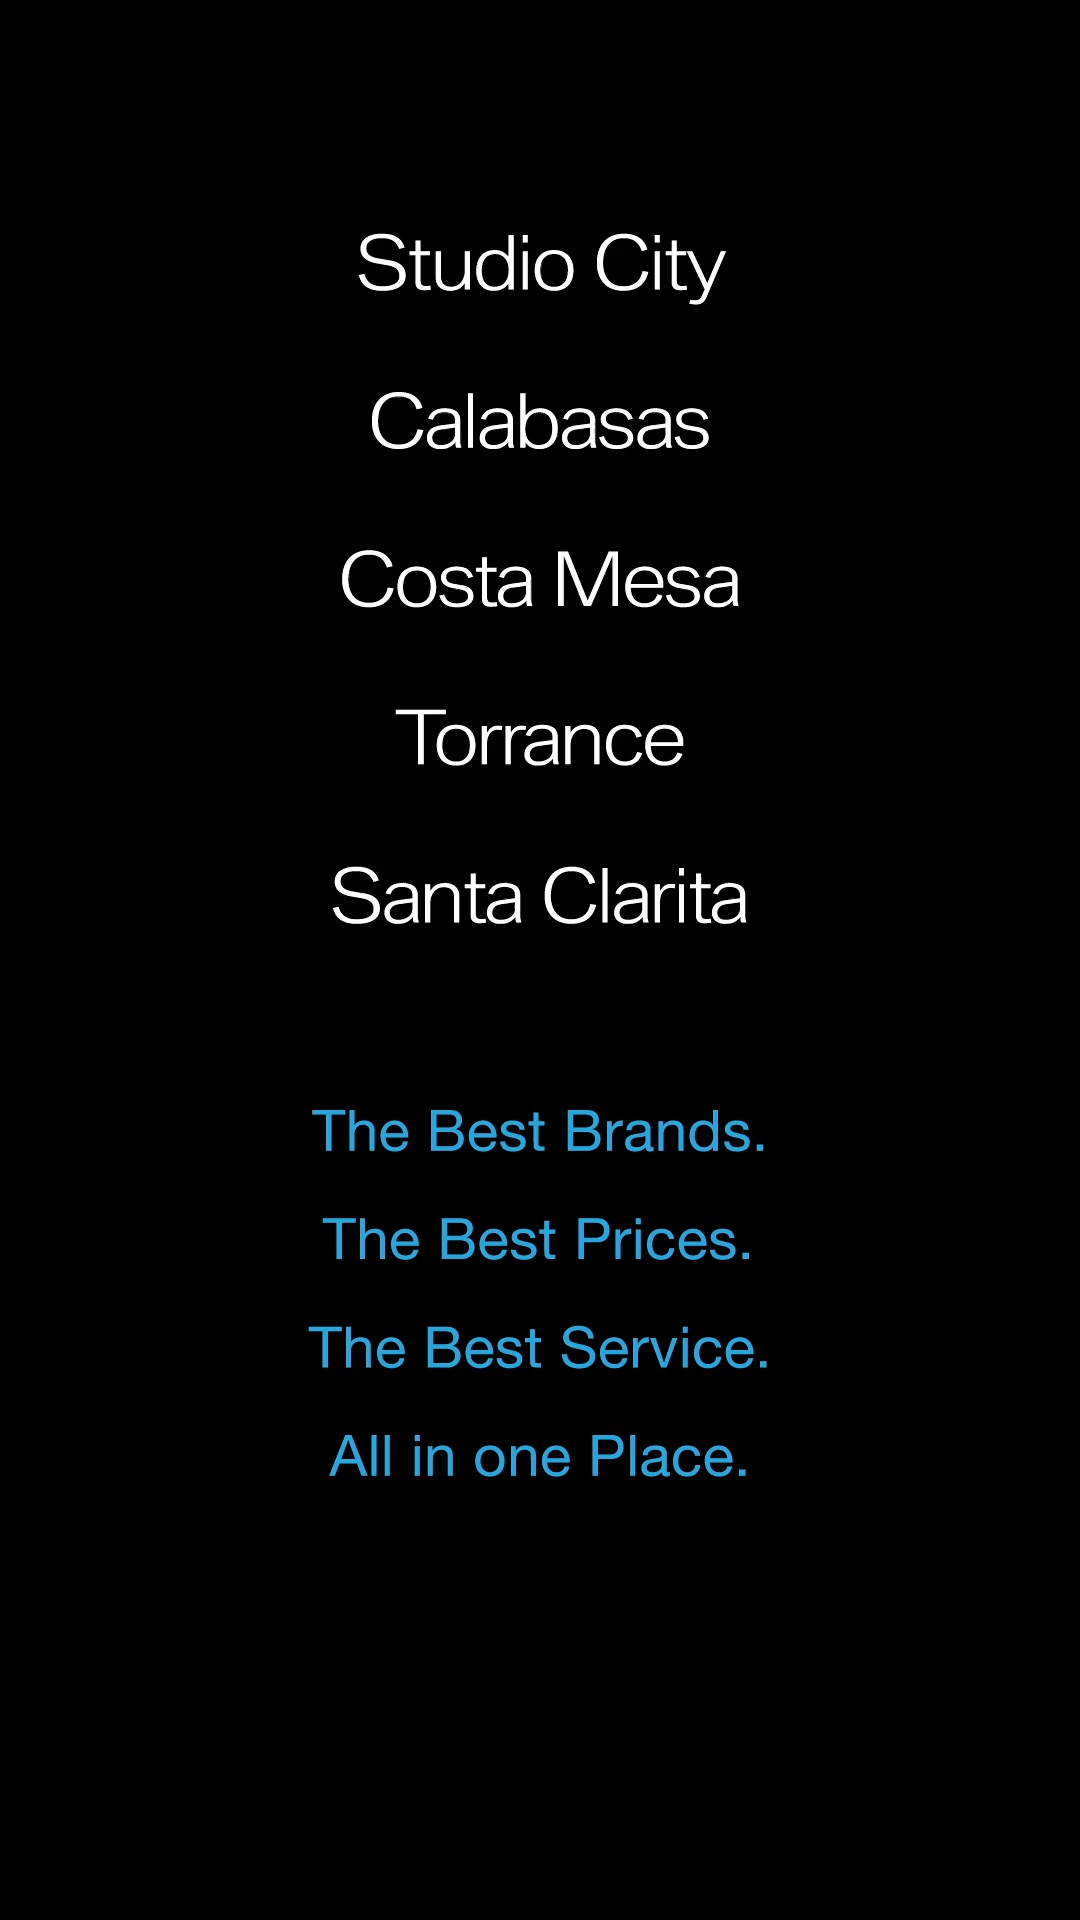 Studio City
Calabasas
Costa Mesa
Torrance
Santa Clarita
The Best Brands.
The Best Prices.
The Best Service.
All in one Place.